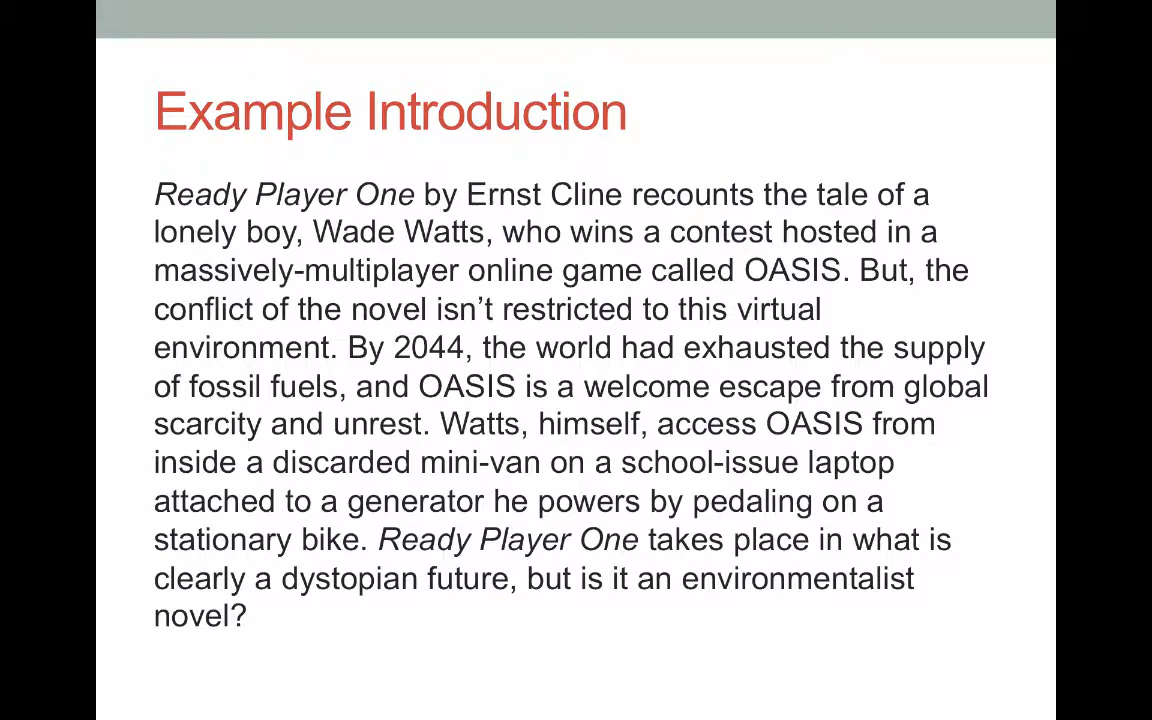 Example Introduction
Ready Player One by Ernst Cline recounts the tale of a
lonely boy, Wade Watts, who wins a contest hosted in a
massively-multiplayer online game called OASIS. But, the
conflict of the novel isn’t restricted to this virtual
environment. By 2044, the world had exhausted the supply
of fossil fuels, and OASIS is a welcome escape from global
scarcity and unrest. Watts, himself, access OASIS from
inside a discarded mini-van on a school-issue laptop
attached to a generator he powers by pedaling on a
stationary bike. Ready Player One takes place in what is
clearly a dystopian future, but is it an environmentalist
novel?